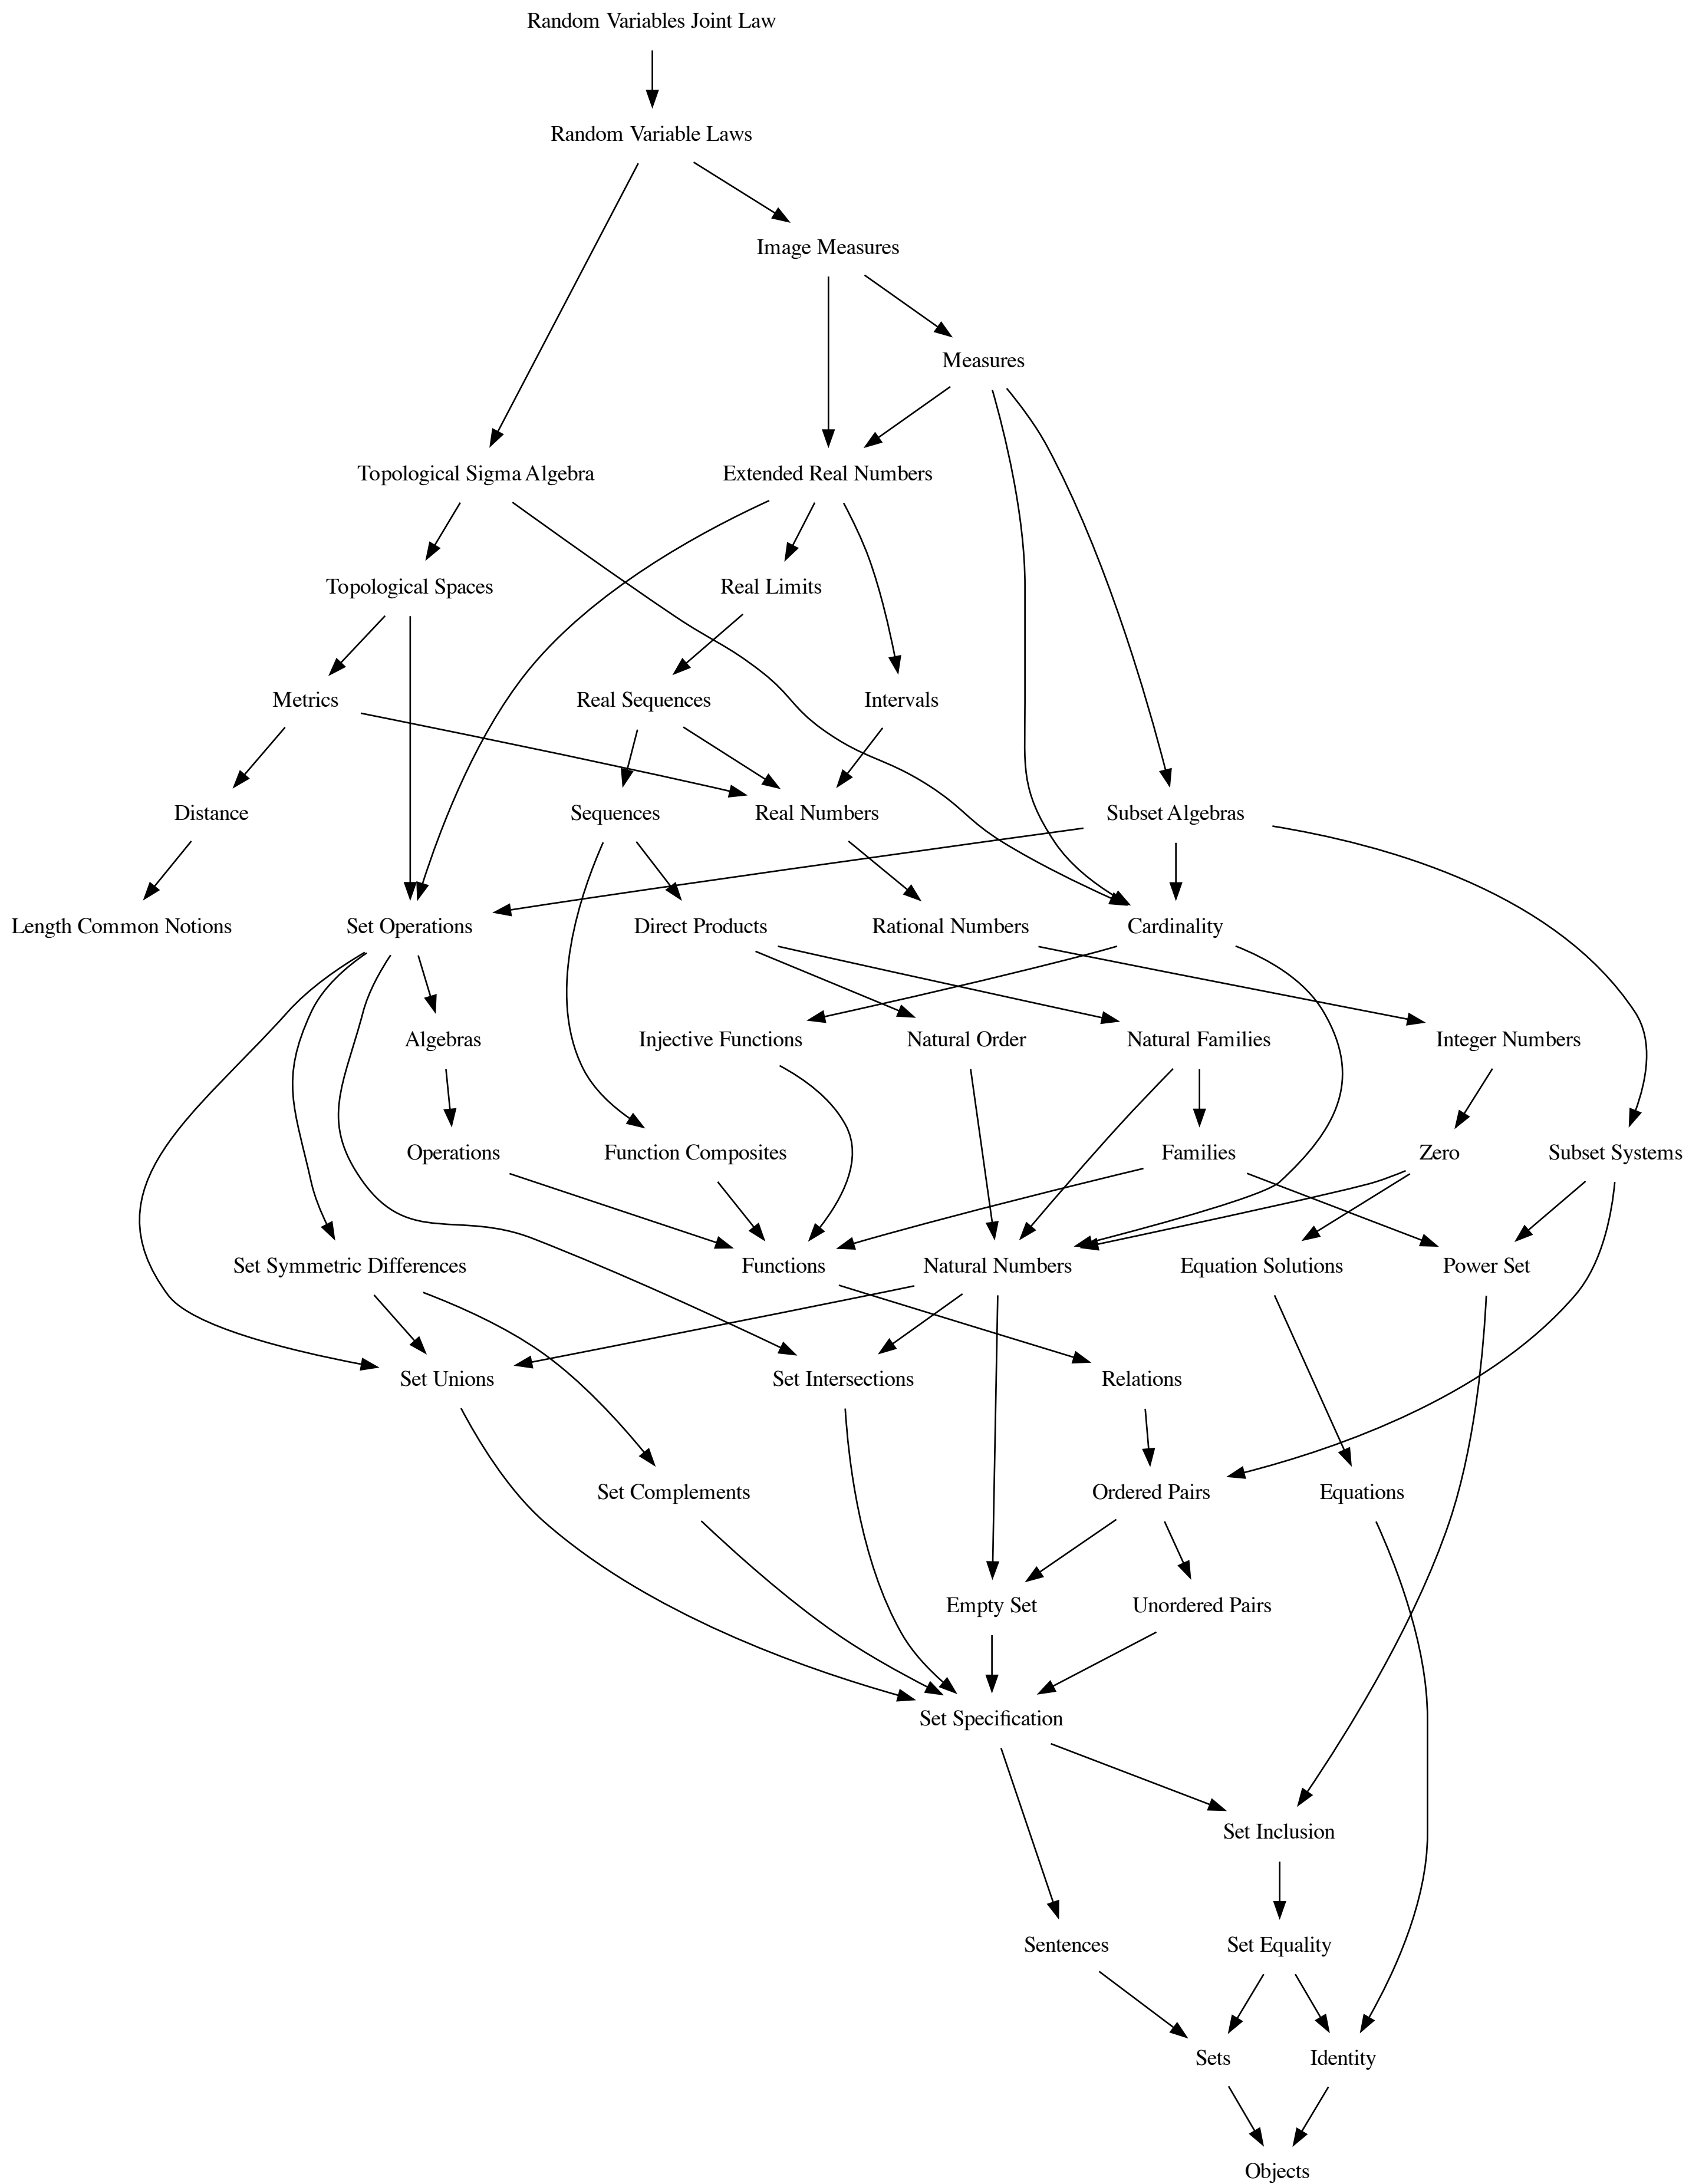 Random Variables Joint Law
Random Variable Laws
Image Measures
Measures
Topological Sigma Algebra
Extended Real Numbers
Topological Spaces
Real Limits
Metrics
Real Sequences
Intervals
Distance
Sequences
Real Numbers
Subset Algebras
Length Common Notions
Set Operations
Direct Products
Rational Numbers
Cardinality
Algebras
Injective Functions
Natural Order
Natural Families
Integer Numbers
Operations
Function Composites
Families
Zero
Subset Systems
Set Symmetric Differences
Functions
Natural Numbers
Equation Solutions
Power Set
Set Unions
Set Intersections
Relations
Set Complements
Ordered Pairs
Equations
Empty Set
Unordered Pairs
Set Specification
Set Inclusion
Sentences
Set Equality
Sets
Identity
Objects